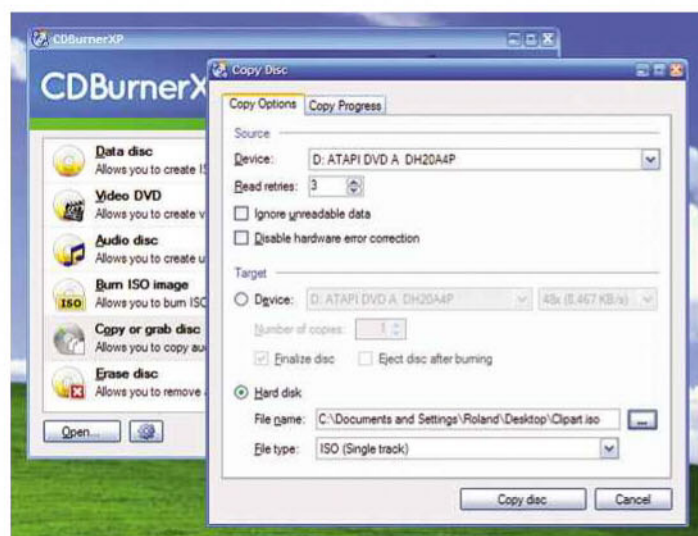 CDBurnerXP
CDBurnerX
Data disc
Allows you to create IS
Video DVD
Allows you to create v
Audio disc
Allows you to create u
Burn ISO image
Allows you to burn ISC
ISO
Copy or grab disc
Allows you to copy au
Erase disc
Allows you to remove
Open...
Copy Disc
Copy Options Copy Progress
Source
Device: D: ATAPI DVD A DH20A4P
Read retries: 3
Ignore unreadable data
Disable hardware error correction
Target
Device: D: ATAPI DVD A DH20A4P 48x (8.467 KB/s)
Number of copies: 1
Finalize disc Eject disc after burning
Hard disk
File name: C:\Documents and Settings\Roland\Desktop\Clipart.iso ...
File type: ISO (Single track)
Copy disc Cancel